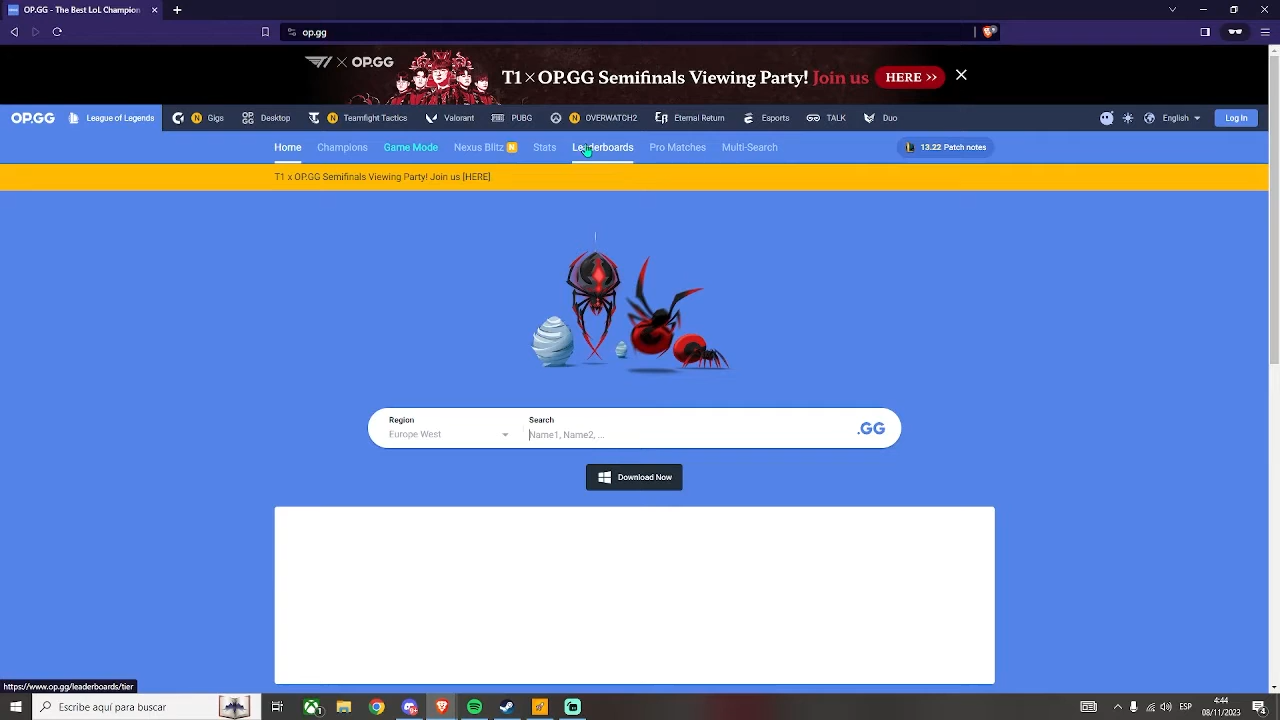 OP.GG - The Best LoL Champion
op.gg
T1 × OP.GG
T1×OP.GG Semifinals Viewing Party! Join us HERE >>
OP.GG League of Legends N Gigs Desktop N Teamfight Tactics Valorant PUBG N OVERWATCH2 Eternal Return Esports TALK Duo English Log In
Home Champions Game Mode Nexus Blitz N Stats Leaderboards Pro Matches Multi-Search 13.22 Patch notes
T1 x OP.GG Semifinals Viewing Party! Join us [HERE]
Region Search
Europe West Name1, Name2, ... .GG
Download Now
https://www.op.gg/leaderboards/tier
Escribe aquí para buscar
4:44
08/11/2023